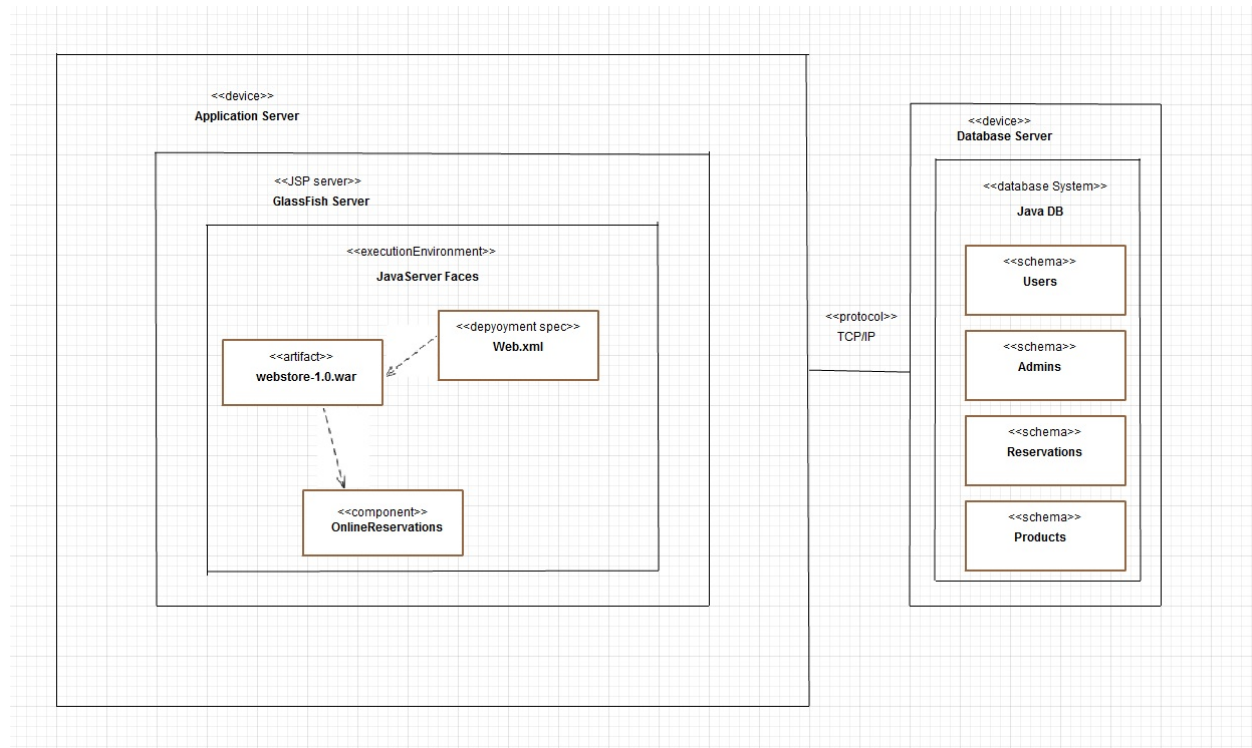 <<device>>
Application Server
<<JSP server>>
GlassFish Server
<<executionEnvironment>>
JavaServer Faces
<<depyoyment spec>>
Web.xml
<<artifact>>
webstore-1.0.war
<<component>>
OnlineReservations
<<protocol>>
TCP/IP
<<device>>
Database Server
<<database System>>
Java DB
<<schema>>
Users
<<schema>>
Admins
<<schema>>
Reservations
<<schema>>
Products